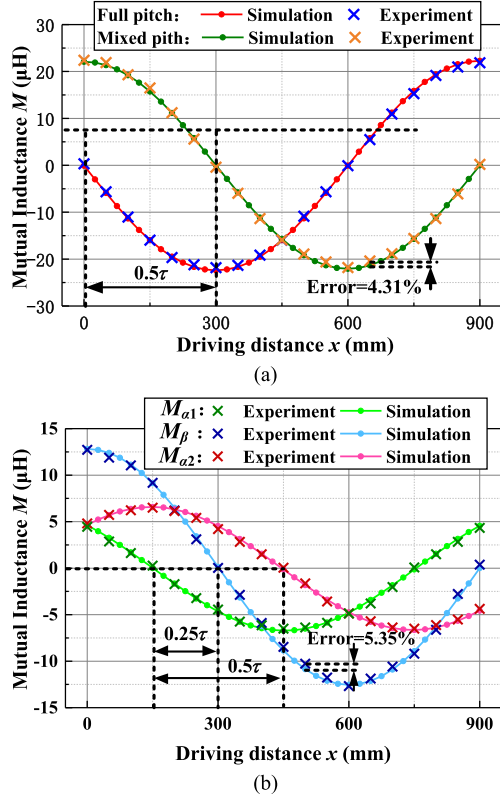 Full pitch: Simulation Experiment
Mixed pith: Simulation Experiment
Mutual Inductance M (μH)
30
20
10
0
−10
−20
−30
0.5τ
Error=4.31%
0 300 600 900
Driving distance x (mm)
(a)
Mα1: Experiment Simulation
Mβ : Experiment Simulation
Mα2: Experiment Simulation
Mutual Inductance M (μH)
15
10
5
0
-5
-10
-15
0.25τ
0.5τ
Error=5.35%
0 150 300 450 600 750 900
Driving distance x (mm)
(b)